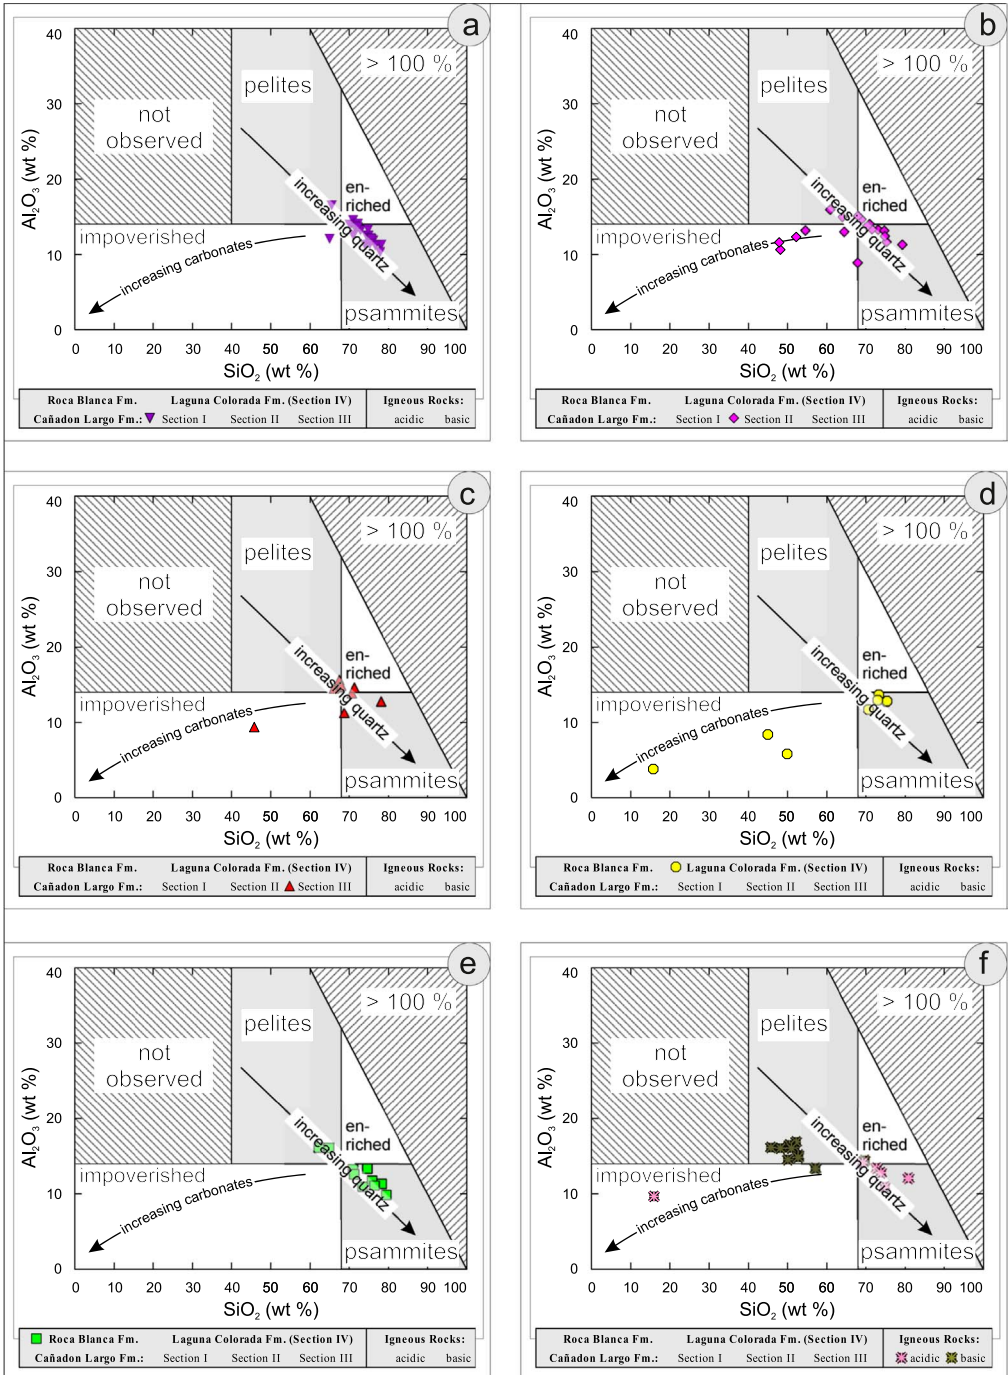 a
40
> 100 %
pelites
30
not
observed
Al₂O₃ (wt %)
20
en-
riched
increasing quartz
impoverished
10
increasing carbonates
psammites
0
0 10 20 30 40 50 60 70 80 90 100
SiO₂ (wt %)
Roca Blanca Fm. Laguna Colorada Fm. (Section IV) Igneous Rocks:
Cañadon Largo Fm.: Section I Section II Section III acidic basic
b
40
> 100 %
pelites
30
not
observed
Al₂O₃ (wt %)
20
en-
riched
increasing quartz
impoverished
10
increasing carbonates
psammites
0
0 10 20 30 40 50 60 70 80 90 100
SiO₂ (wt %)
Roca Blanca Fm. Laguna Colorada Fm. (Section IV) Igneous Rocks:
Cañadon Largo Fm.: Section I Section II Section III acidic basic
c
40
> 100 %
pelites
30
not
observed
Al₂O₃ (wt %)
20
en-
riched
increasing quartz
impoverished
10
increasing carbonates
psammites
0
0 10 20 30 40 50 60 70 80 90 100
SiO₂ (wt %)
Roca Blanca Fm. Laguna Colorada Fm. (Section IV) Igneous Rocks:
Cañadon Largo Fm.: Section I Section II Section III acidic basic
d
40
> 100 %
pelites
30
not
observed
Al₂O₃ (wt %)
20
en-
riched
increasing quartz
impoverished
10
increasing carbonates
psammites
0
0 10 20 30 40 50 60 70 80 90 100
SiO₂ (wt %)
Roca Blanca Fm. Laguna Colorada Fm. (Section IV) Igneous Rocks:
Cañadon Largo Fm.: Section I Section II Section III acidic basic
e
40
> 100 %
pelites
30
not
observed
Al₂O₃ (wt %)
20
en-
riched
increasing quartz
impoverished
10
increasing carbonates
psammites
0
0 10 20 30 40 50 60 70 80 90 100
SiO₂ (wt %)
Roca Blanca Fm. Laguna Colorada Fm. (Section IV) Igneous Rocks:
Cañadon Largo Fm.: Section I Section II Section III acidic basic
f
40
> 100 %
pelites
30
not
observed
Al₂O₃ (wt %)
20
en-
riched
increasing quartz
impoverished
10
increasing carbonates
psammites
0
0 10 20 30 40 50 60 70 80 90 100
SiO₂ (wt %)
Roca Blanca Fm. Laguna Colorada Fm. (Section IV) Igneous Rocks:
Cañadon Largo Fm.: Section I Section II Section III acidic basic